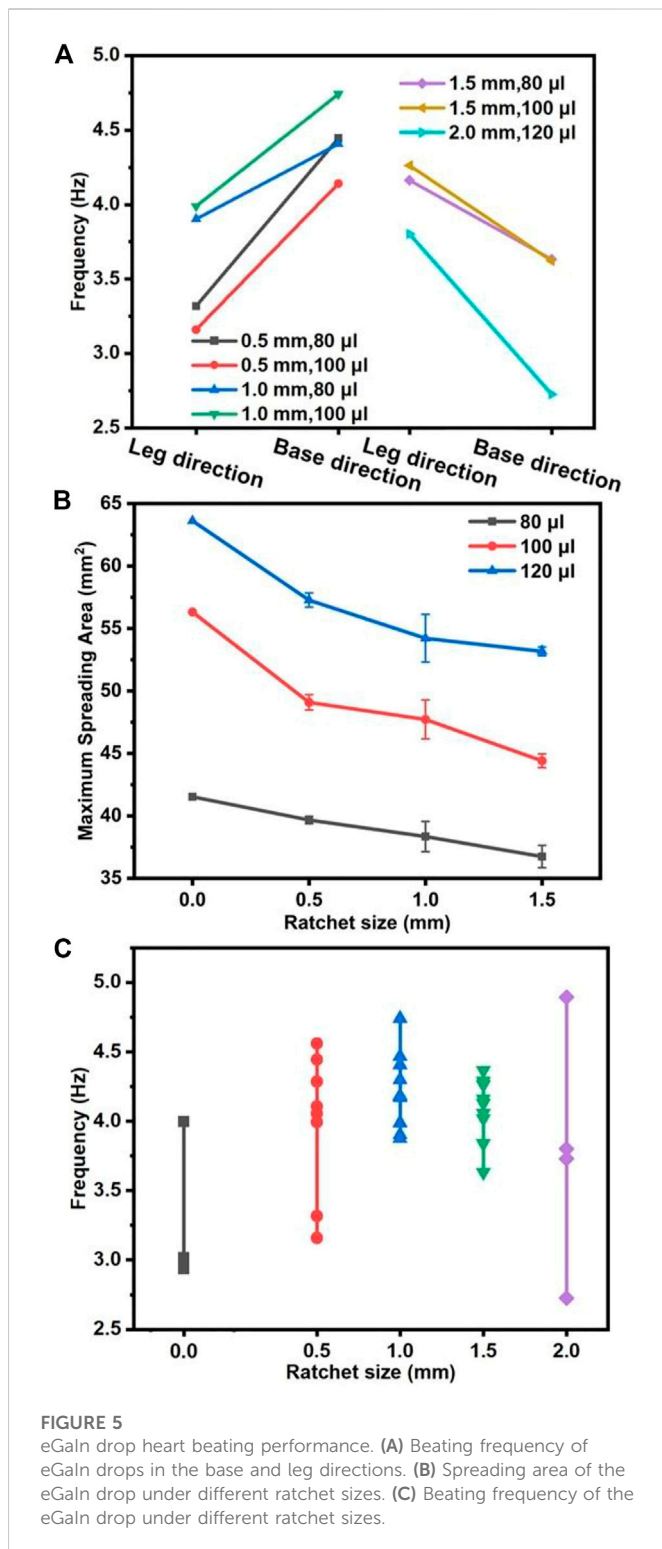 A
5.0
4.5
4.0
3.5
3.0
2.5
Frequency (Hz)
1.5 mm,80 µl
1.5 mm,100 µl
2.0 mm,120 µl
0.5 mm,80 µl
0.5 mm,100 µl
1.0 mm,80 µl
1.0 mm,100 µl
Leg direction
Base direction
Leg direction
Base direction
B
65
60
55
50
45
40
35
Maximum Spreading Area (mm²)
80 µl
100 µl
120 µl
0.0 0.5 1.0 1.5
Ratchet size (mm)
C
5.0
4.5
4.0
3.5
3.0
2.5
Frequency (Hz)
0.0 0.5 1.0 1.5 2.0
Ratchet size (mm)
FIGURE 5
eGaIn drop heart beating performance. (A) Beating frequency of
eGaIn drops in the base and leg directions. (B) Spreading area of the
eGaIn drop under different ratchet sizes. (C) Beating frequency of the
eGaIn drop under different ratchet sizes.